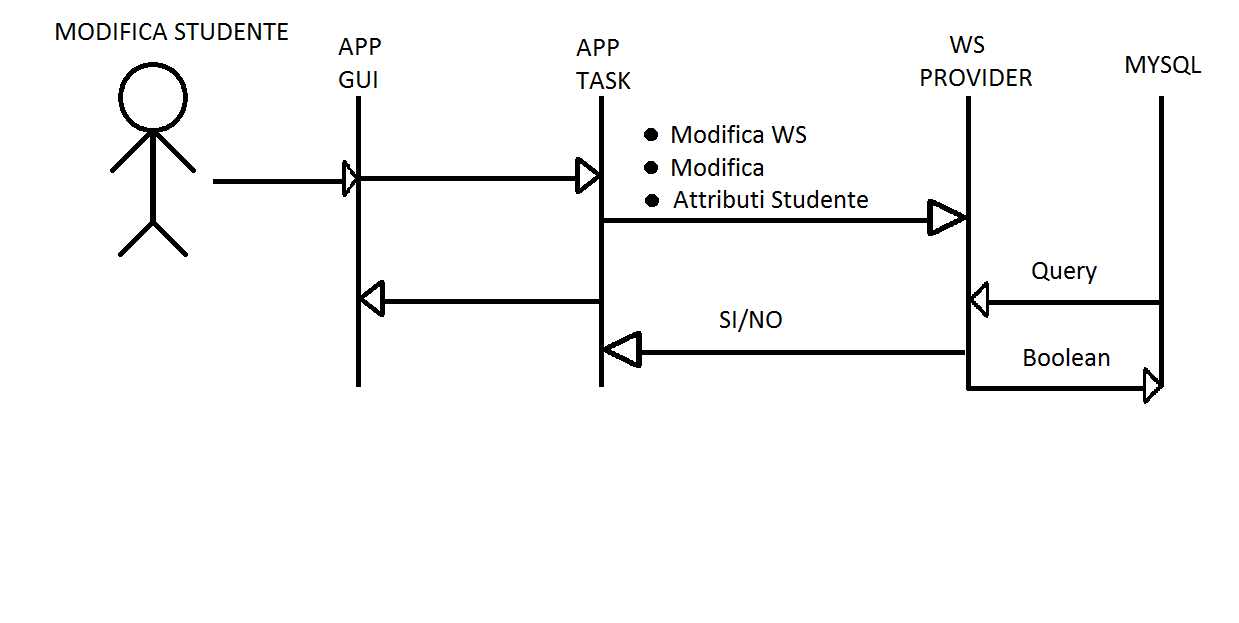 MODIFICA STUDENTE
APP
GUI
APP
TASK
WS
PROVIDER
MYSQL
Modifica WS
Modifica
Attributi Studente
Query
SI/NO
Boolean